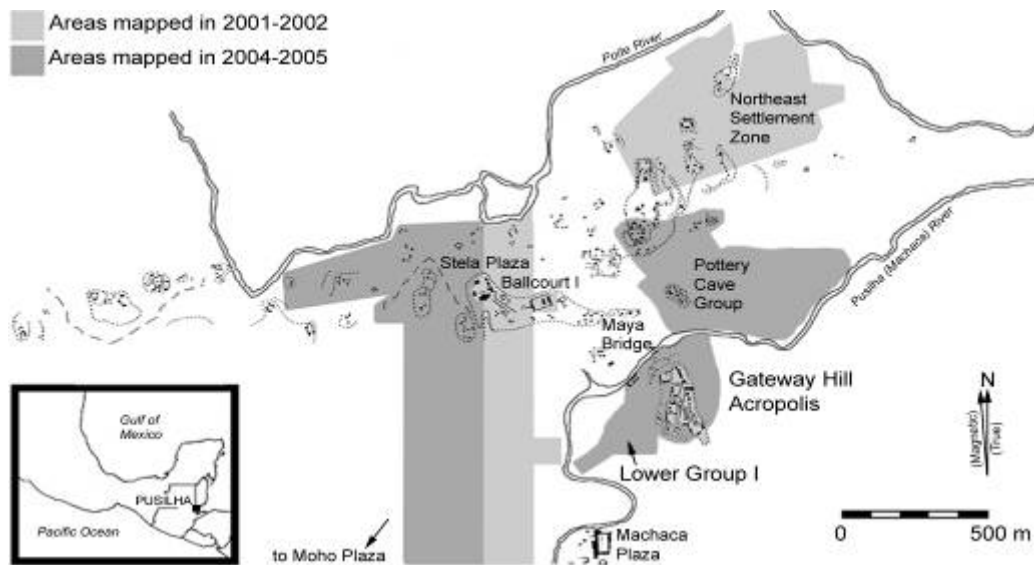 Areas mapped in 2001-2002
Areas mapped in 2004-2005
Poite River
Northeast
Settlement
Zone
Pusilha (Machaca) River
Stela Plaza
Ballcourt I
Pottery
Cave
Group
Maya
Bridge
Gateway Hill
Acropolis
Lower Group I
N
(Magnetic)
(True)
0
500 m
Machaca
Plaza
to Moho Plaza
Gulf of
Mexico
PUSILHA
Pacific Ocean